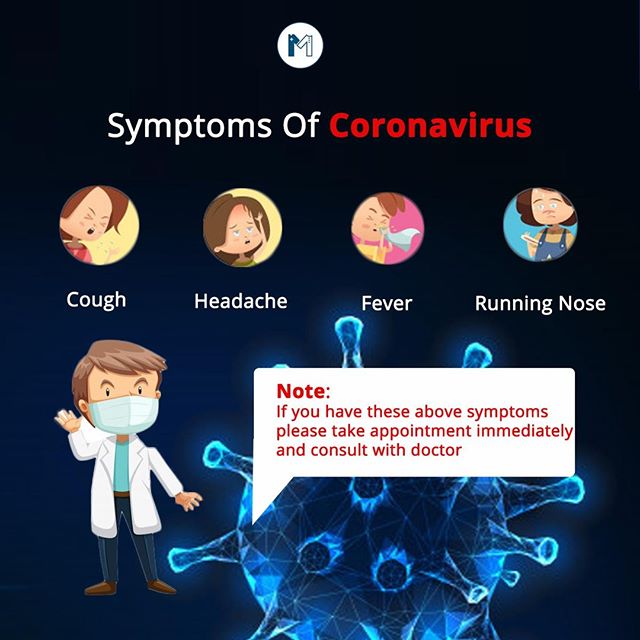 M
Symptoms Of Coronavirus
Cough
Headache
Fever
Running Nose
Note:
If you have these above symptoms
please take appointment immediately
and consult with doctor